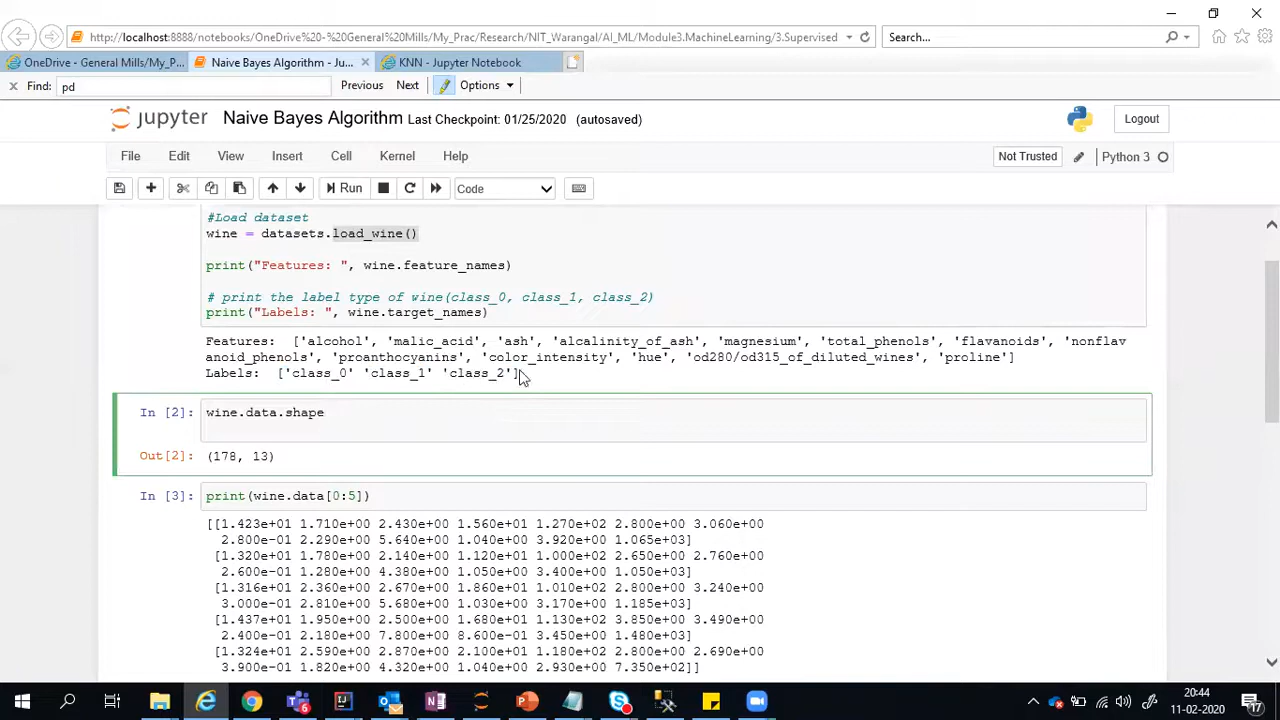 http://localhost:8888/notebooks/OneDrive%20-%20General%20Mills/My_Prac/Research/NIT_Warangal/AI_ML/Module3.MachineLearning/3.Supervised
Search...
OneDrive - General Mills/My_P...
Naive Bayes Algorithm - Ju...
KNN - Jupyter Notebook
Find: pd
Previous Next Options
jupyter Naive Bayes Algorithm Last Checkpoint: 01/25/2020 (autosaved)
Logout
File Edit View Insert Cell Kernel Help
Not Trusted
Python 3
Run
Code
#Load dataset
wine = datasets.load_wine()
print("Features: ", wine.feature_names)
# print the label type of wine(class_0, class_1, class_2)
print("Labels: ", wine.target_names)
Features: ['alcohol', 'malic_acid', 'ash', 'alcalinity_of_ash', 'magnesium', 'total_phenols', 'flavanoids', 'nonflav
anoid_phenols', 'proanthocyanins', 'color_intensity', 'hue', 'od280/od315_of_diluted_wines', 'proline']
Labels: ['class_0' 'class_1' 'class_2']
In [2]: wine.data.shape
Out[2]: (178, 13)
In [3]: print(wine.data[0:5])
[[1.423e+01 1.710e+00 2.430e+00 1.560e+01 1.270e+02 2.800e+00 3.060e+00
2.800e-01 2.290e+00 5.640e+00 1.040e+00 3.920e+00 1.065e+03]
[1.320e+01 1.780e+00 2.140e+00 1.120e+01 1.000e+02 2.650e+00 2.760e+00
2.600e-01 1.280e+00 4.380e+00 1.050e+00 3.400e+00 1.050e+03]
[1.316e+01 2.360e+00 2.670e+00 1.860e+01 1.010e+02 2.800e+00 3.240e+00
3.000e-01 2.810e+00 5.680e+00 1.030e+00 3.170e+00 1.185e+03]
[1.437e+01 1.950e+00 2.500e+00 1.680e+01 1.130e+02 3.850e+00 3.490e+00
2.400e-01 2.180e+00 7.800e+00 8.600e-01 3.450e+00 1.480e+03]
[1.324e+01 2.590e+00 2.870e+00 2.100e+01 1.180e+02 2.800e+00 2.690e+00
3.900e-01 1.820e+00 4.320e+00 1.040e+00 2.930e+00 7.350e+02]]
20:44
11-02-2020
17